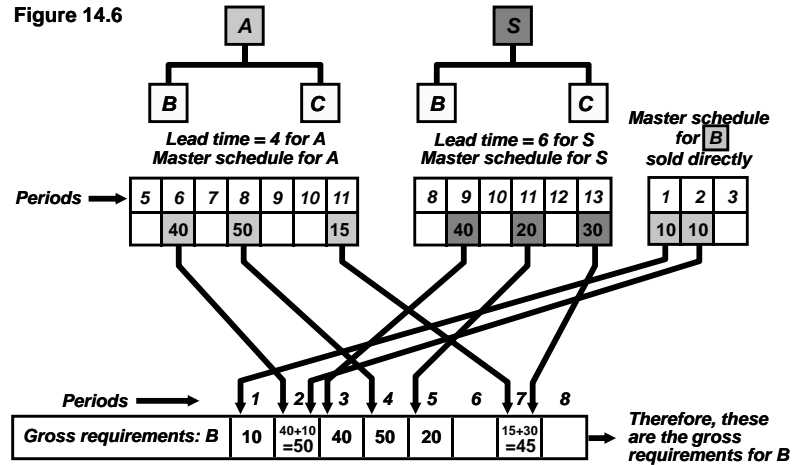 Figure 14.6
A
S
B
C
B
C
Lead time = 4 for A
Master schedule for A
Lead time = 6 for S
Master schedule for S
Master schedule
for B
sold directly
Periods
5 6 7 8 9 10 11
8 9 10 11 12 13
1 2 3
40 50 15
40 20 30
10 10
Periods
1 2 3 4 5 6 7 8
Gross requirements: B
10
40+10
=50
40
50
20
15+30
=45
Therefore, these
are the gross
requirements for B